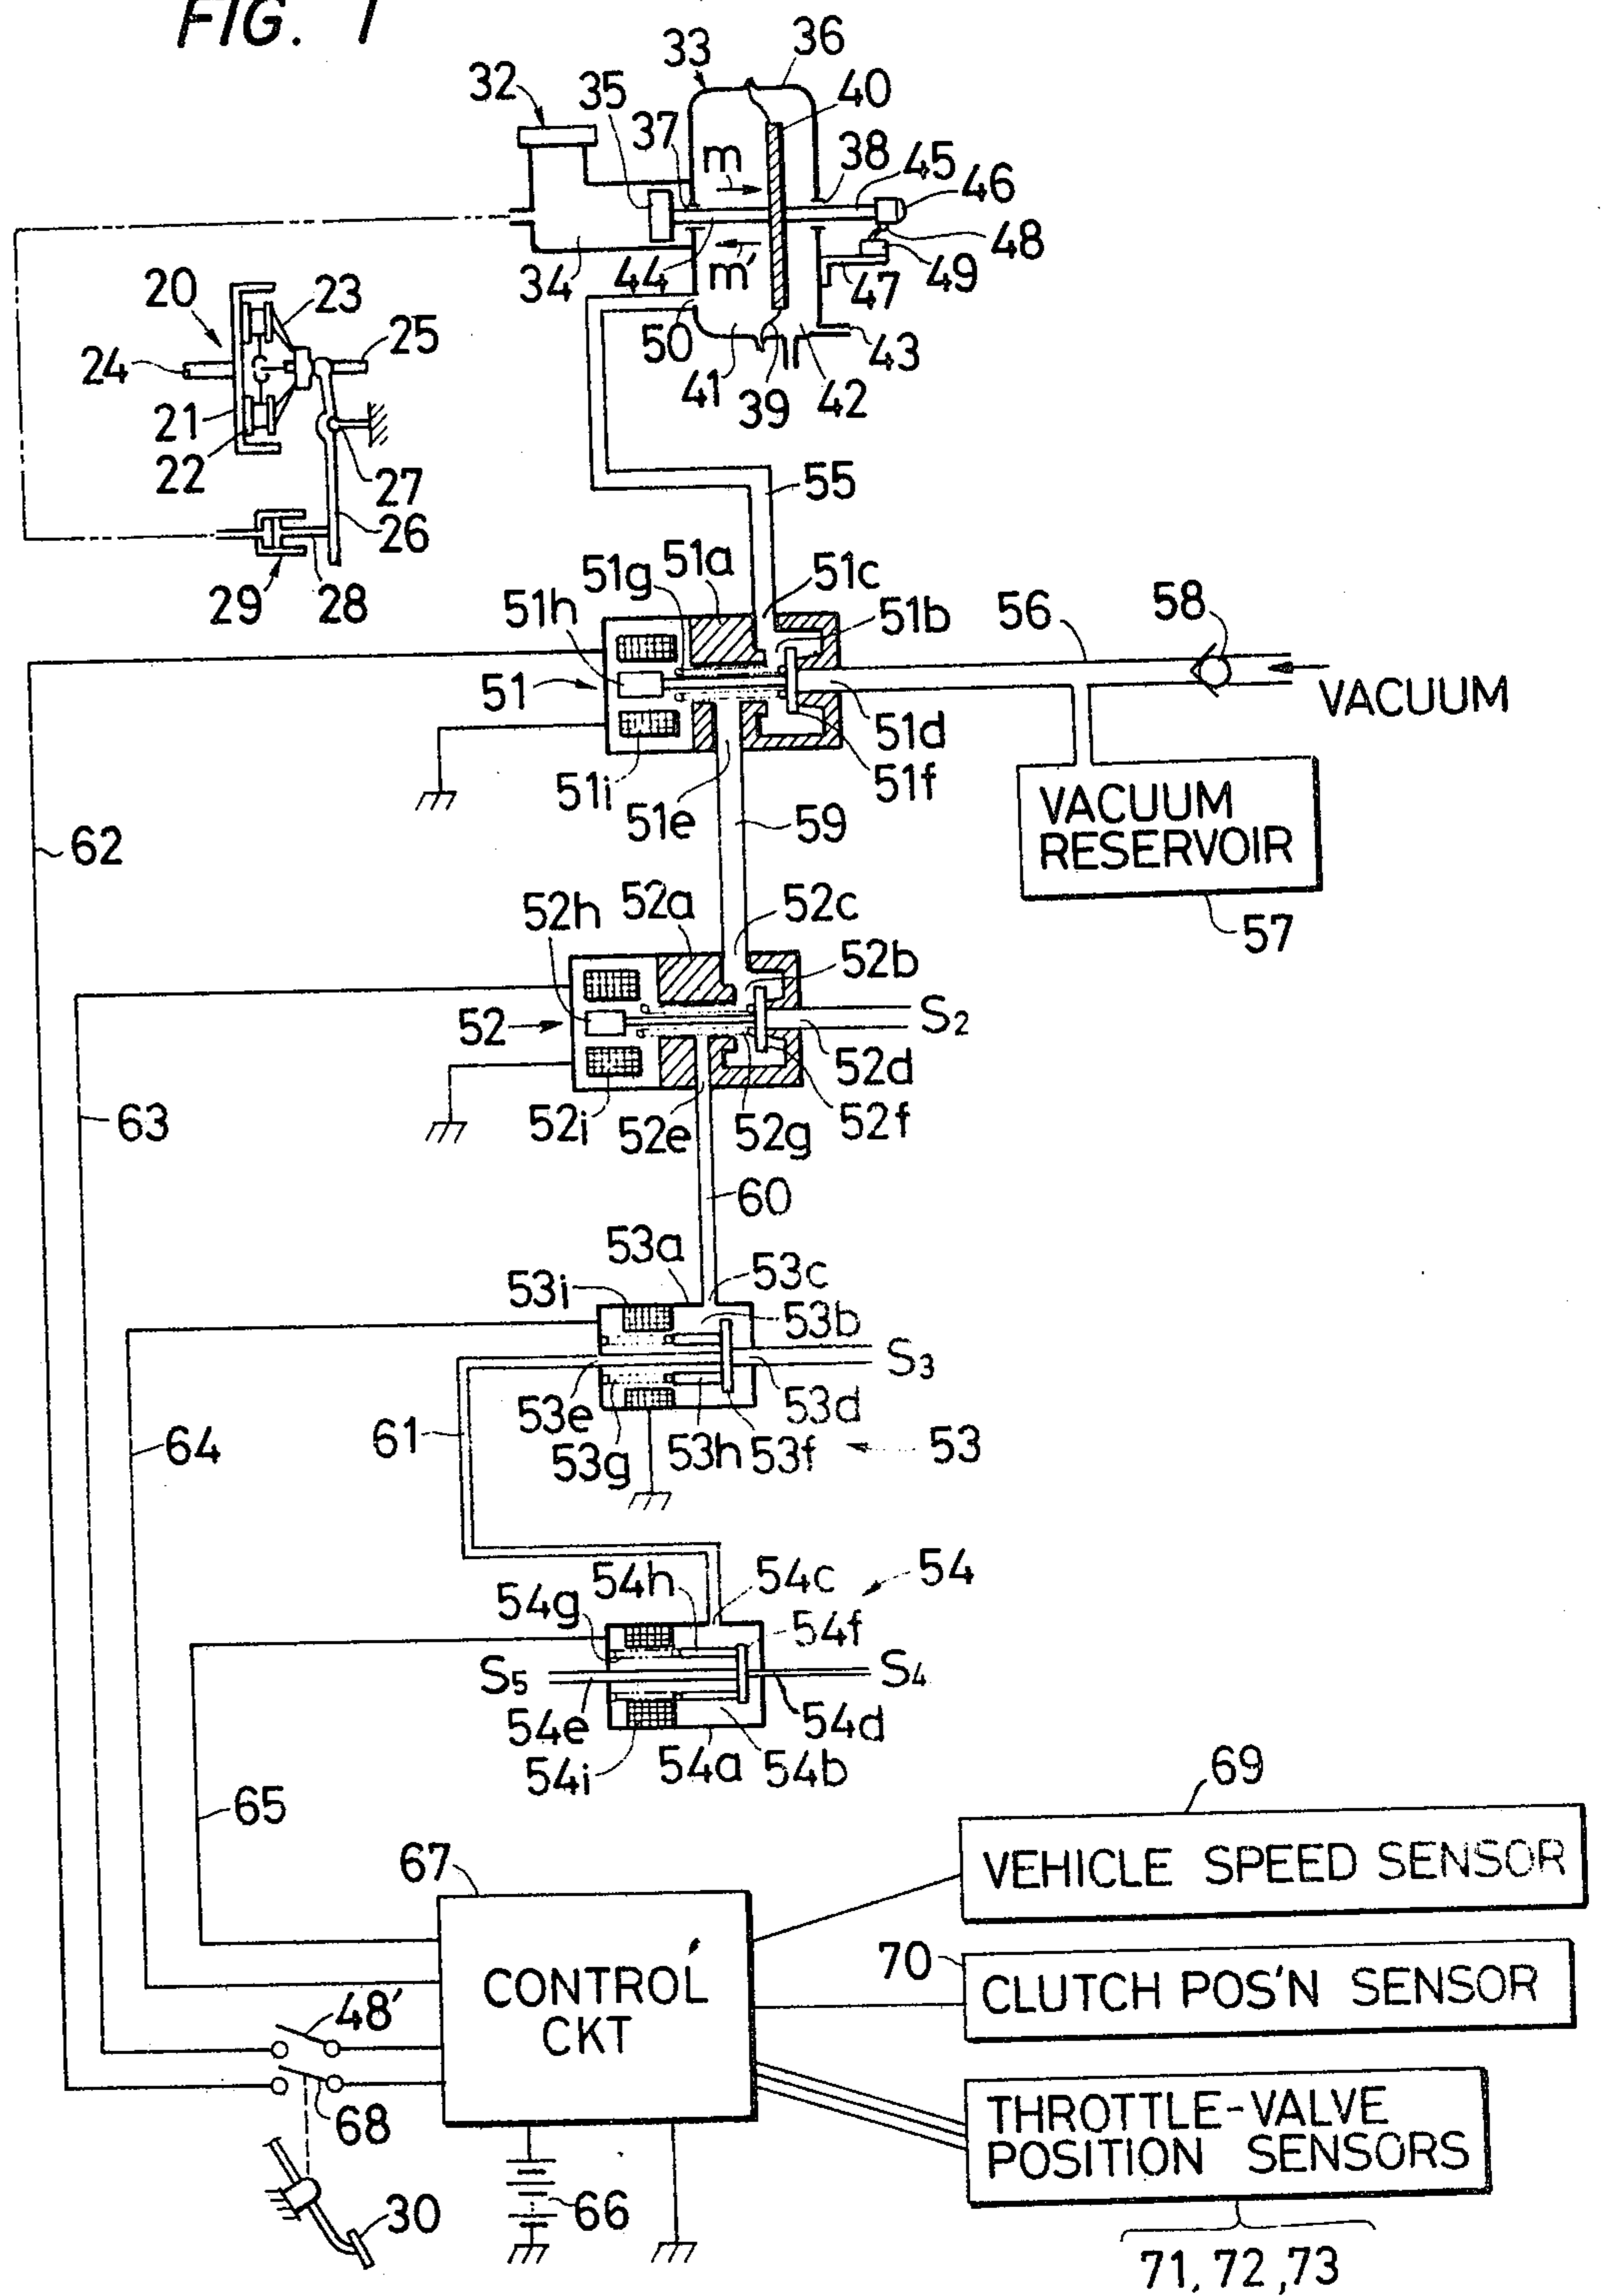 FIG. 1
36
33
40
32
35
37
m
38
45
46
48
34
44
m'
47
49
20
23
50
43
24
25
41
39
42
21
22
27
55
26
51g
51a
51c
29
28
51h
51b
56
58
51
VACUUM
51d
51i
51f
51e
59
VACUUM
RESERVOIR
62
57
52h
52a
52c
52b
52
S2
52d
63
52i
52e
52g
52f
60
53a
53i
53c
53b
S3
53e
53d
61
64
53g
53h
53f
53
54h
54c
54
54g
54f
S5
S4
54e
54d
54i
54a
54b
69
65
67
VEHICLE SPEED SENSOR
70
CONTROL
CKT
CLUTCH POS'N SENSOR
48'
68
THROTTLE-VALVE
POSITION SENSORS
30
66
71, 72, 73